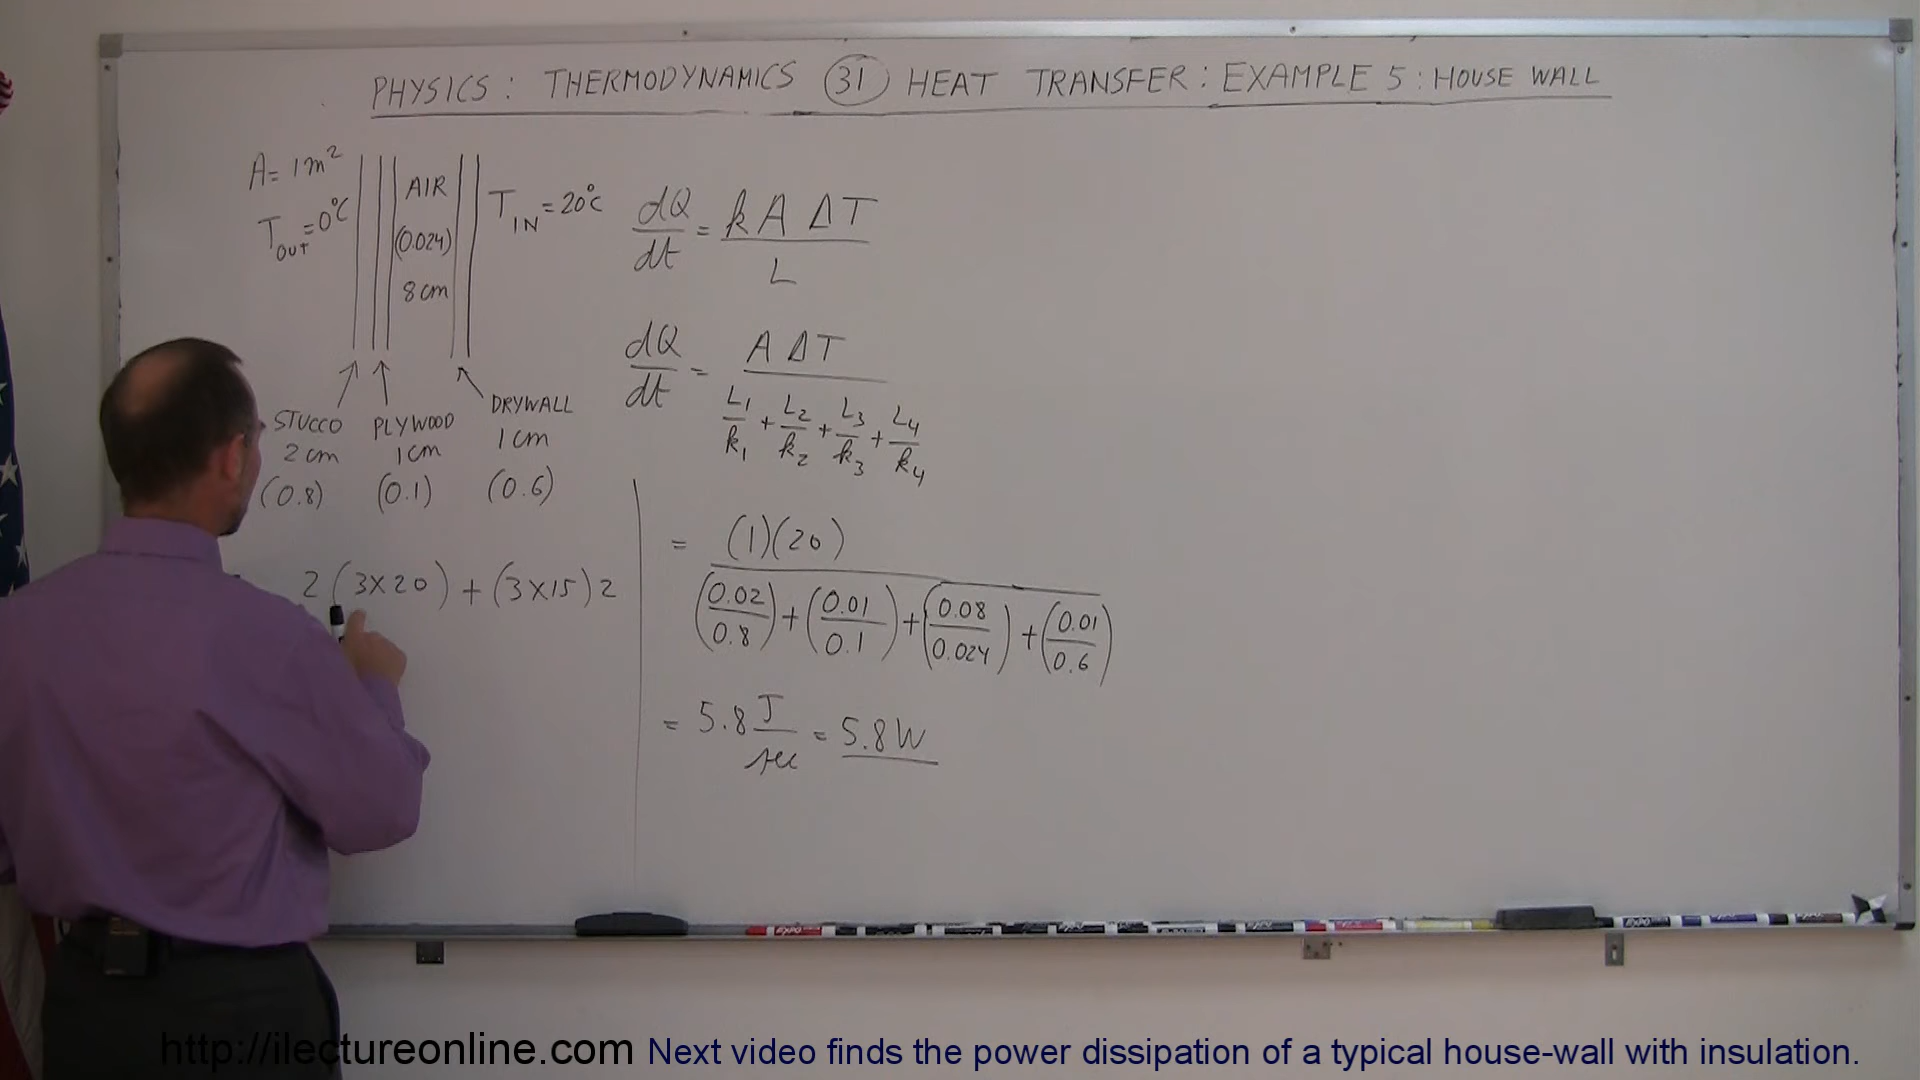 PHYSICS: THERMODYNAMICS 31 HEAT TRANSFER: EXAMPLE 5: HOUSE WALL
A = 1m²
T_OUT = 0°C
AIR
(0.024)
8 cm
T_IN = 20°C
STUCCO
2 cm
(0.8)
PLYWOOD
1 cm
(0.1)
DRYWALL
1 cm
(0.6)
2(3×20) + (3×15)2
dQ/dt = kAΔT/L
dQ/dt = AΔT/(L₁/k₁ + L₂/k₂ + L₃/k₃ + L₄/k₄)
= (1)(20)/((0.02/0.8) + (0.01/0.1) + (0.08/0.024) + (0.01/0.6))
= 5.8 J/sec = 5.8 W
http://ilectureonline.com Next video finds the power dissipation of a typical house-wall with insulation.